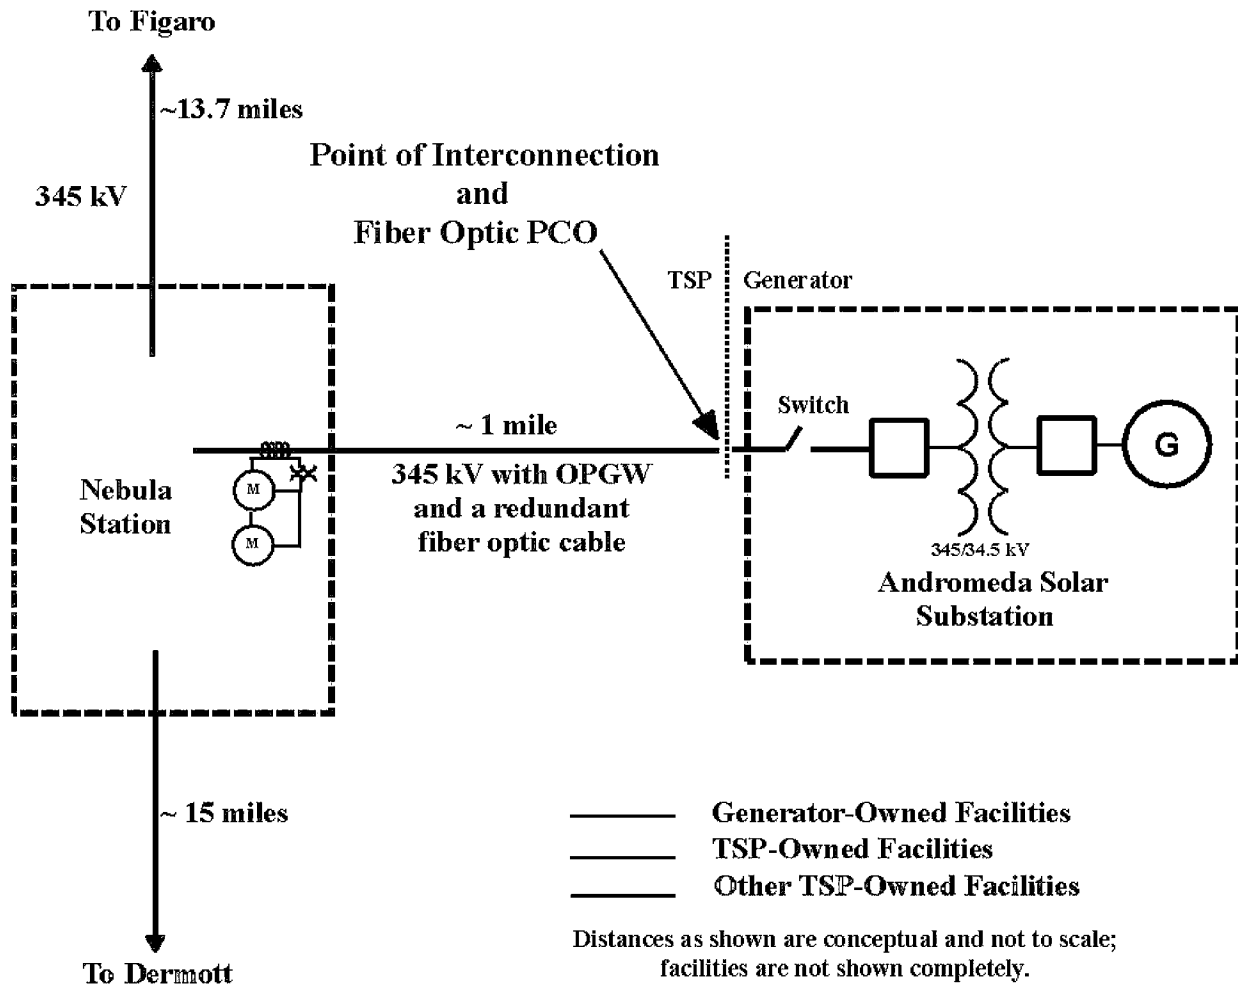 To Figaro
~13.7 miles
345 kV
Point of Interconnection
and
Fiber Optic PCO
TSP
Generator
Switch
~ 1 mile
345 kV with OPGW
and a redundant
fiber optic cable
Nebula
Station
M
M
G
345/34.5 kV
Andromeda Solar
Substation
~ 15 miles
To Dermott
Generator-Owned Facilities
TSP-Owned Facilities
Other TSP-Owned Facilities
Distances as shown are conceptual and not to scale;
facilities are not shown completely.